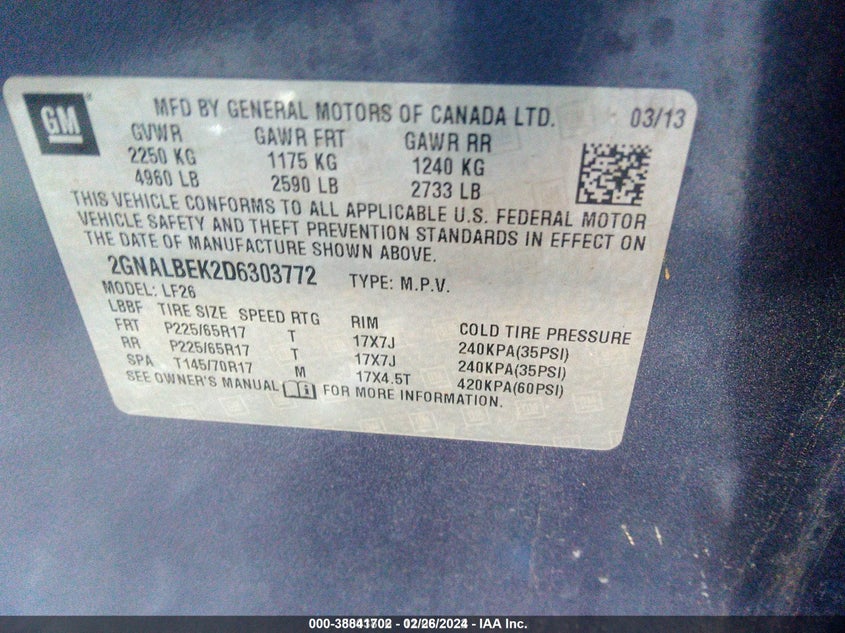 GM
MFD BY GENERAL MOTORS OF CANADA LTD. 03/13
GVWR GAWR FRT GAWR RR
2250 KG 1175 KG 1240 KG
4960 LB 2590 LB 2733 LB
THIS VEHICLE CONFORMS TO ALL APPLICABLE U.S. FEDERAL MOTOR
VEHICLE SAFETY AND THEFT PREVENTION STANDARDS IN EFFECT ON
THE DATE OF MANUFACTURE SHOWN ABOVE.
2GNALBEK2D6303772 TYPE: M.P.V.
MODEL: LF26
LBBF TIRE SIZE SPEED RTG RIM COLD TIRE PRESSURE
FRT P225/65R17 T 17X7J 240KPA(35PSI)
RR P225/65R17 T 17X7J 240KPA(35PSI)
SPA T145/70R17 M 17X4.5T 420KPA(60PSI)
SEE OWNER'S MANUAL i FOR MORE INFORMATION.
- IAA Inc.